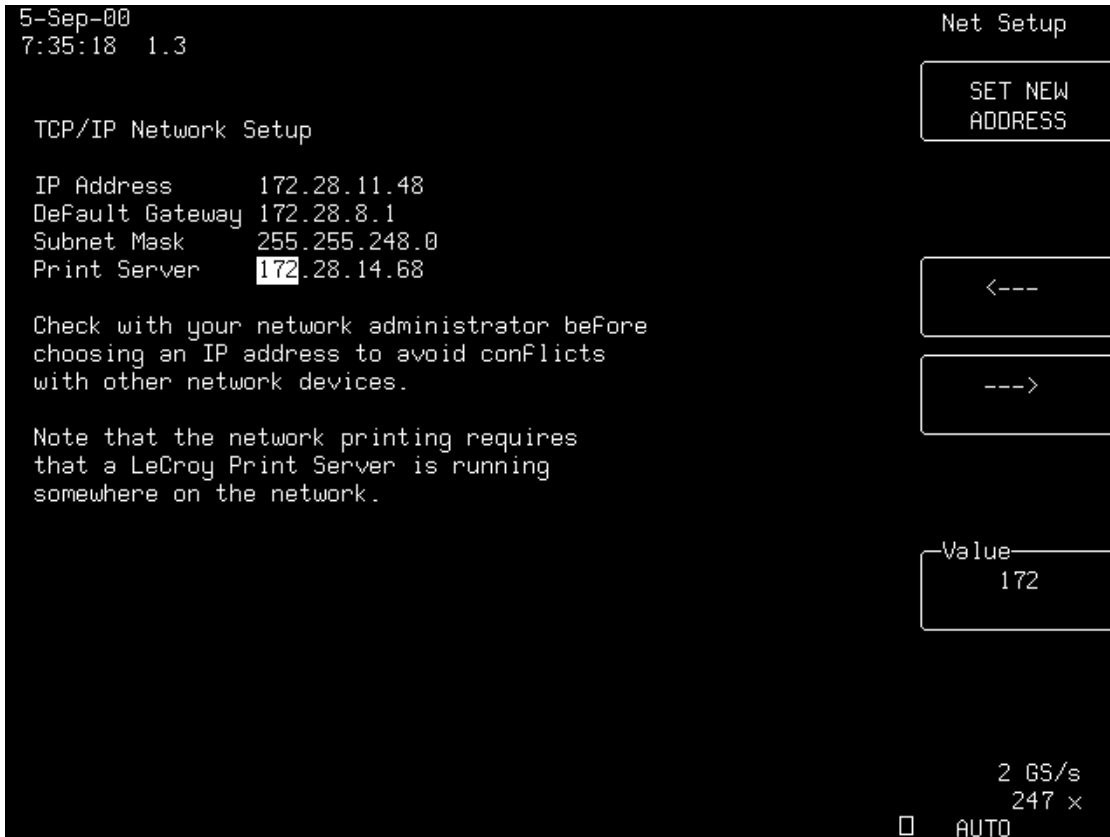 5-Sep-00
7:35:18 1.3
Net Setup
SET NEW
ADDRESS
TCP/IP Network Setup
IP Address 172.28.11.48
Default Gateway 172.28.8.1
Subnet Mask 255.255.248.0
Print Server 172.28.14.68
<---
--->
Check with your network administrator before
choosing an IP address to avoid conflicts
with other network devices.
Note that the network printing requires
that a LeCroy Print Server is running
somewhere on the network.
Value
172
2 GS/s
247 x
AUTO